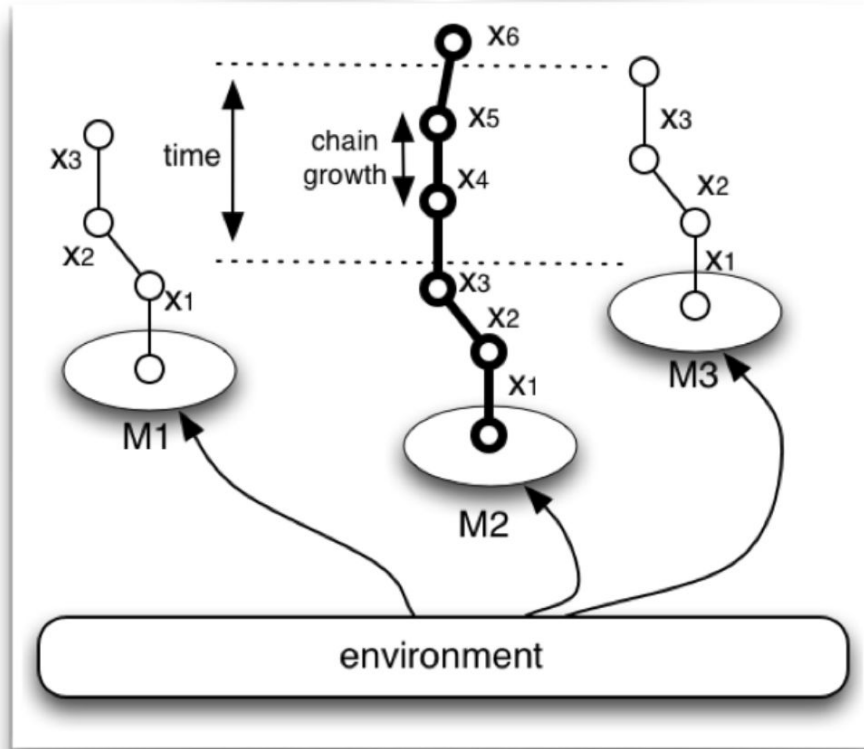 x6
x3
time
chain
growth
x5
x4
x3
x2
x3
x2
x1
x1
x2
x1
M3
M1
M2
environment